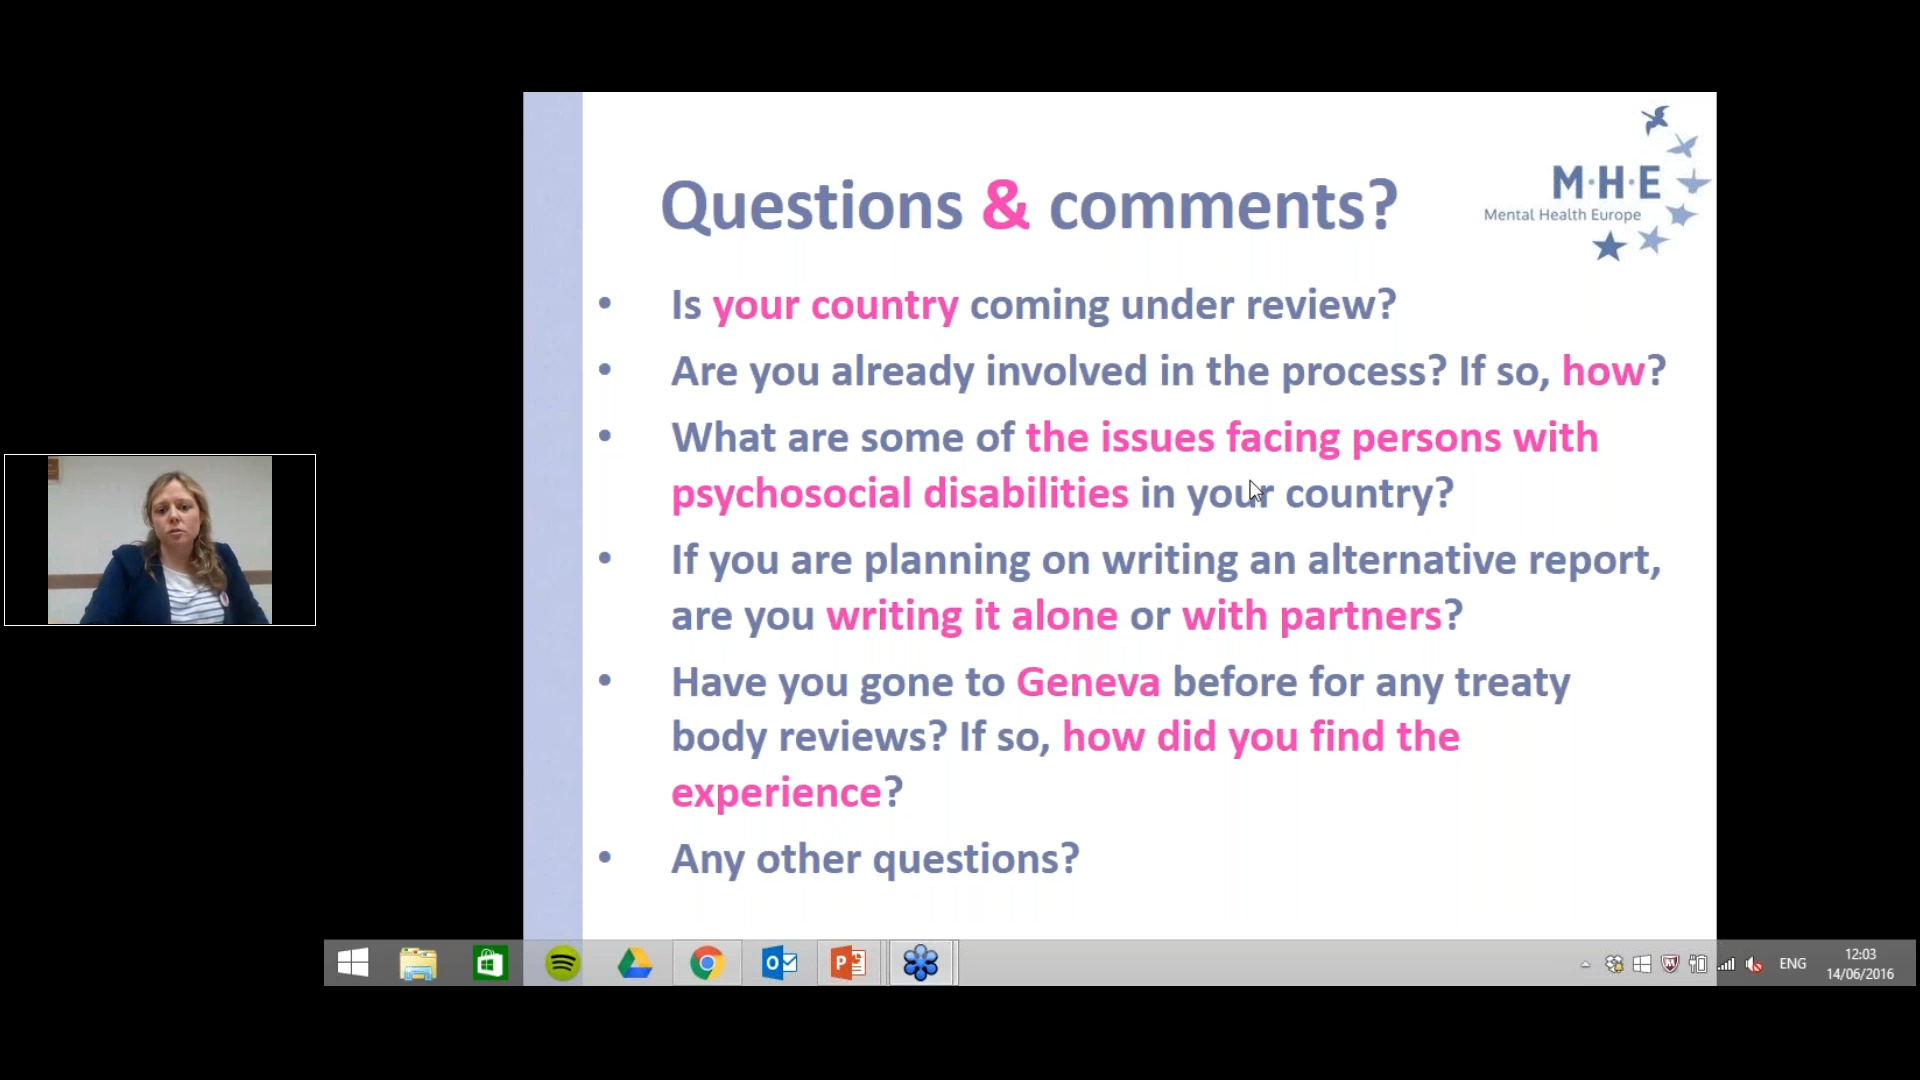 M·H·E
Mental Health Europe
Questions & comments?
• Is your country coming under review?
• Are you already involved in the process? If so, how?
• What are some of the issues facing persons with
psychosocial disabilities in your country?
• If you are planning on writing an alternative report,
are you writing it alone or with partners?
• Have you gone to Geneva before for any treaty
body reviews? If so, how did you find the
experience?
• Any other questions?
ENG
12:03
14/06/2016